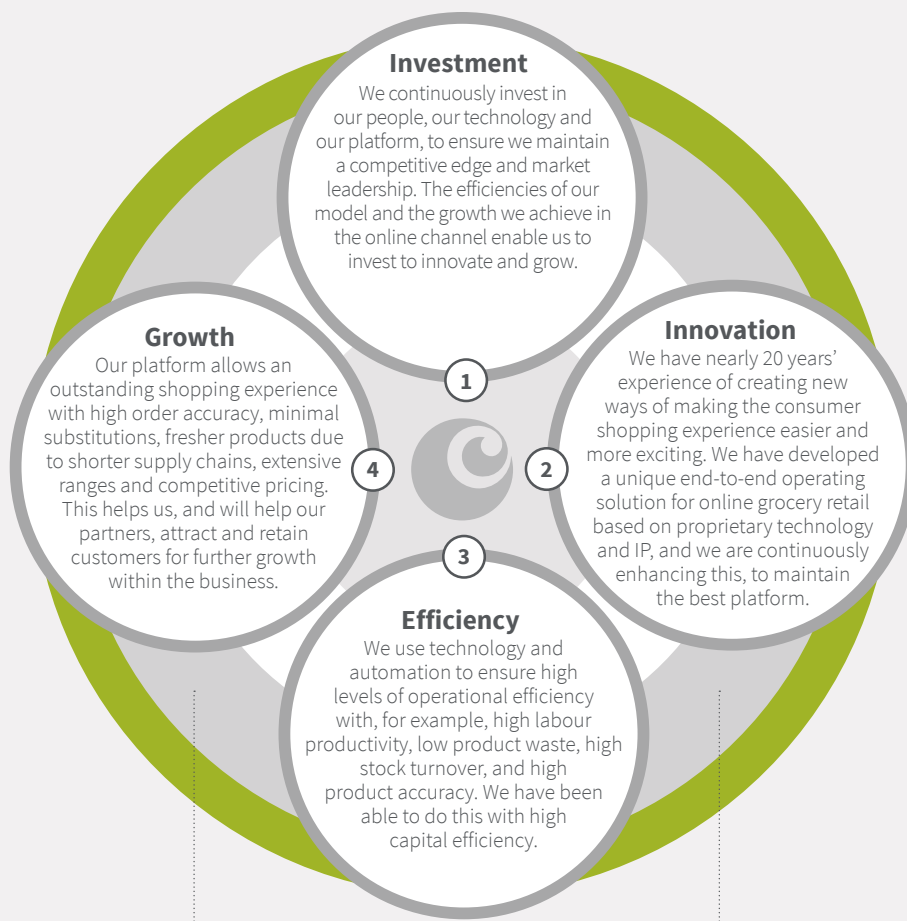 Investment
We continuously invest in
our people, our technology and
our platform, to ensure we maintain
a competitive edge and market
leadership. The efficiencies of our
model and the growth we achieve in
the online channel enable us to
invest to innovate and grow.
1
Innovation
We have nearly 20 years’
experience of creating new
ways of making the consumer
shopping experience easier and
more exciting. We have developed
a unique end-to-end operating
solution for online grocery retail
based on proprietary technology
and IP, and we are continuously
enhancing this, to maintain
the best platform.
2
3
Efficiency
We use technology and
automation to ensure high
levels of operational efficiency
with, for example, high labour
productivity, low product waste, high
stock turnover, and high
product accuracy. We have been
able to do this with high
capital efficiency.
Growth
Our platform allows an
outstanding shopping experience
with high order accuracy, minimal
substitutions, fresher products due
to shorter supply chains, extensive
ranges and competitive pricing.
This helps us, and will help our
partners, attract and retain
customers for further growth
within the business.
4